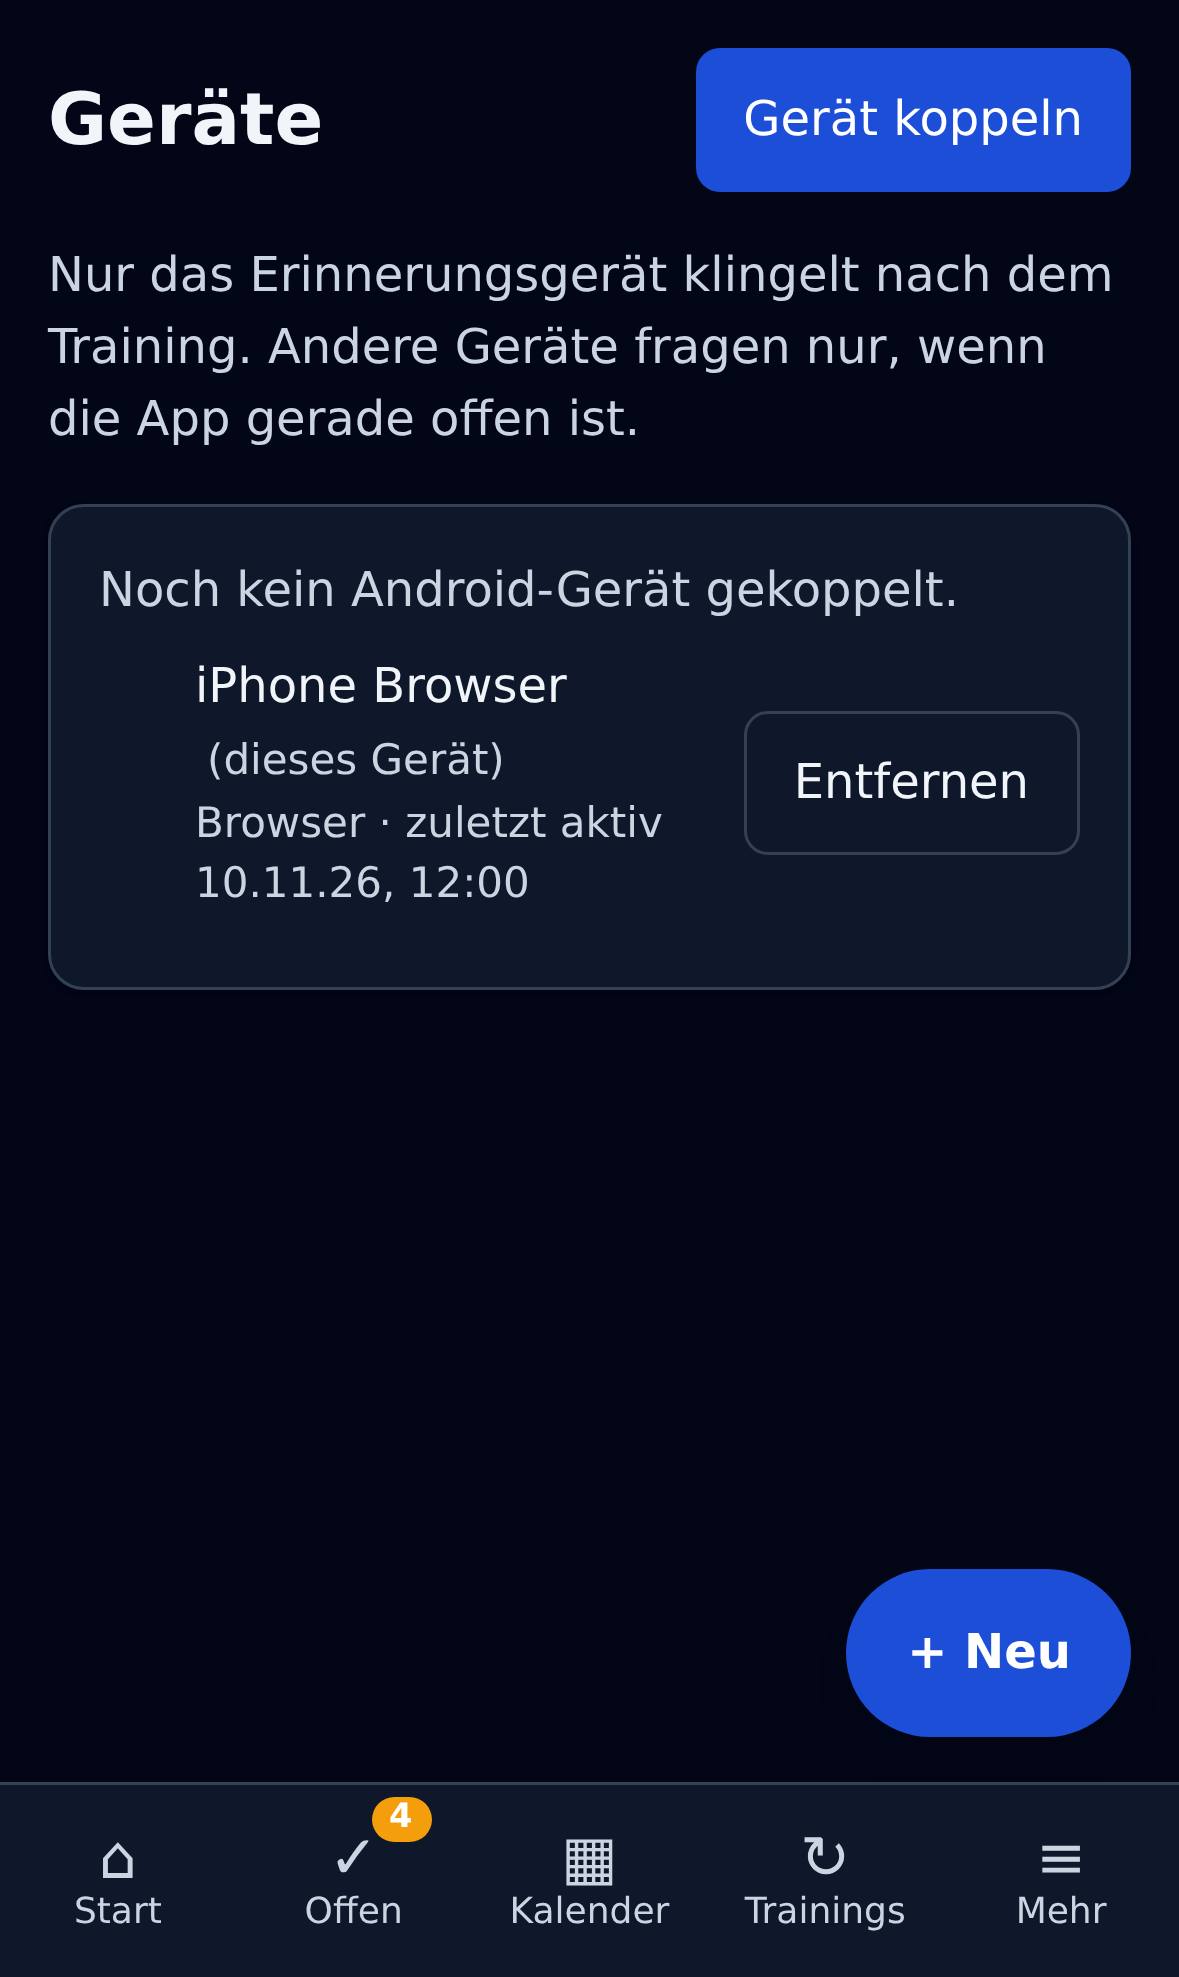 Geräte
Gerät koppeln
Nur das Erinnerungsgerät klingelt nach dem
Training. Andere Geräte fragen nur, wenn
die App gerade offen ist.
Noch kein Android-Gerät gekoppelt.
iPhone Browser
(dieses Gerät)
Browser · zuletzt aktiv
10.11.26, 12:00
Entfernen
+ Neu
4
Start
Offen
Kalender
Trainings
Mehr